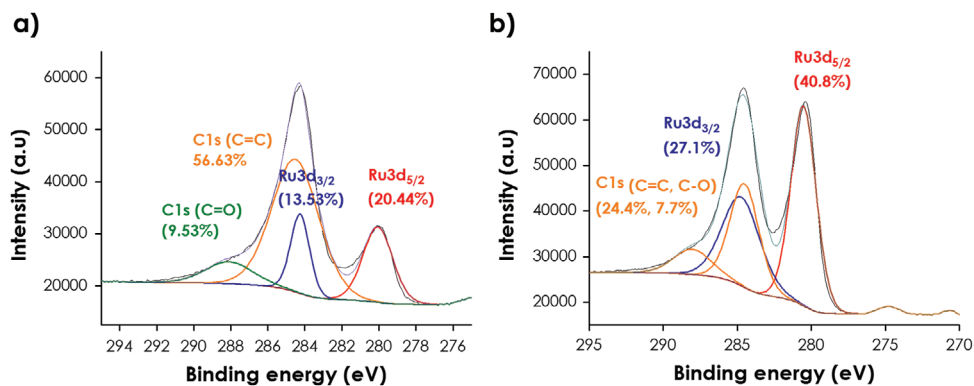 a)
Intensity (a.u)
60000
50000
40000
30000
20000
C1s (C=C)
56.63%
C1s (C=O)
(9.53%)
Ru3d3/2
(13.53%)
Ru3d5/2
(20.44%)
294 292 290 288 286 284 282 280 278 276
Binding energy (eV)
b)
Intensity (a.u)
70000
60000
50000
40000
30000
20000
Ru3d5/2
(40.8%)
Ru3d3/2
(27.1%)
C1s (C=C, C-O)
(24.4%, 7.7%)
295 290 285 280 275 270
Binding energy (eV)